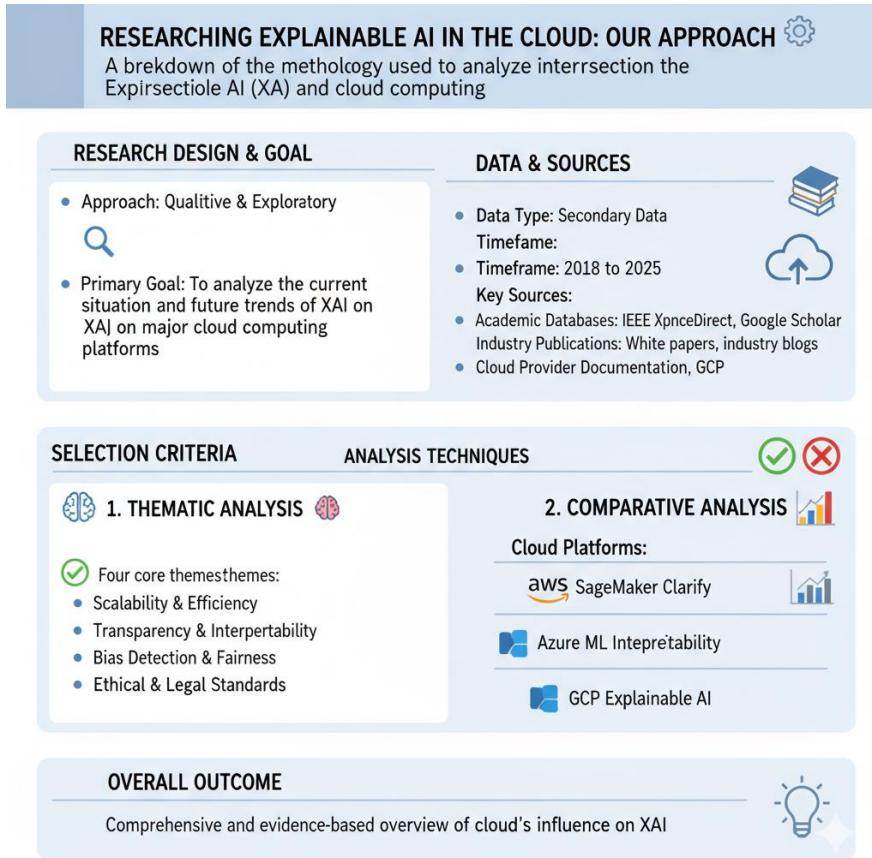 RESEARCHING EXPLAINABLE AI IN THE CLOUD: OUR APPROACH
A brekdown of the metholcogy used to analyze interrsection the
Expirsectiole AI (XA) and cloud computing
RESEARCH DESIGN & GOAL
• Approach: Qualitive & Exploratory
• Primary Goal: To analyze the current
situation and future trends of XAI on
XAI on major cloud computing
platforms
DATA & SOURCES
• Data Type: Secondary Data
Timefame:
• Timeframe: 2018 to 2025
Key Sources:
• Academic Databases: IEEE XpnceDirect, Google Scholar
Industry Publications: White papers, industry blogs
• Cloud Provider Documentation, GCP
SELECTION CRITERIA
ANALYSIS TECHNIQUES
1. THEMATIC ANALYSIS
Four core themesthemes:
• Scalability & Efficiency
• Transparency & Interpertability
• Bias Detection & Fairness
• Ethical & Legal Standards
2. COMPARATIVE ANALYSIS
Cloud Platforms:
aws SageMaker Clarify
Azure ML Intepretability
GCP Explainable AI
OVERALL OUTCOME
Comprehensive and evidence-based overview of cloud's influence on XAI